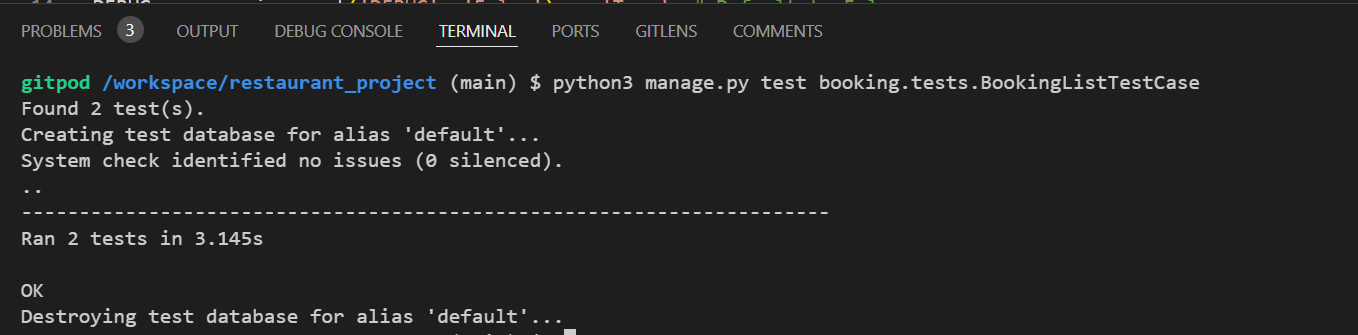 PROBLEMS 3 OUTPUT DEBUG CONSOLE TERMINAL PORTS GITLENS COMMENTS
gitpod /workspace/restaurant_project (main) $ python3 manage.py test booking.tests.BookingListTestCase
Found 2 test(s).
Creating test database for alias 'default'...
System check identified no issues (0 silenced).
..
----------------------------------------------------------------------
Ran 2 tests in 3.145s
OK
Destroying test database for alias 'default'...